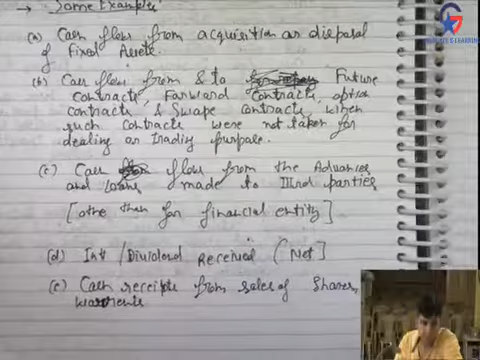 → Some Examples
(a) Cash flow from acquisition or disposal
of Fixed Assets.
(b) Cash flow from & to Future
contracts, Forward contracts, option
contracts & Swaps contracts when
such contracts were not taken for
dealing or Trading purpose.
(c) Cash flow from the Advances
and loans made to IIIrd parties
[other than for financial entity]
(d) Int/Dividend Received (Net]
(e) Cash receipts from sales of Shares,
warrents